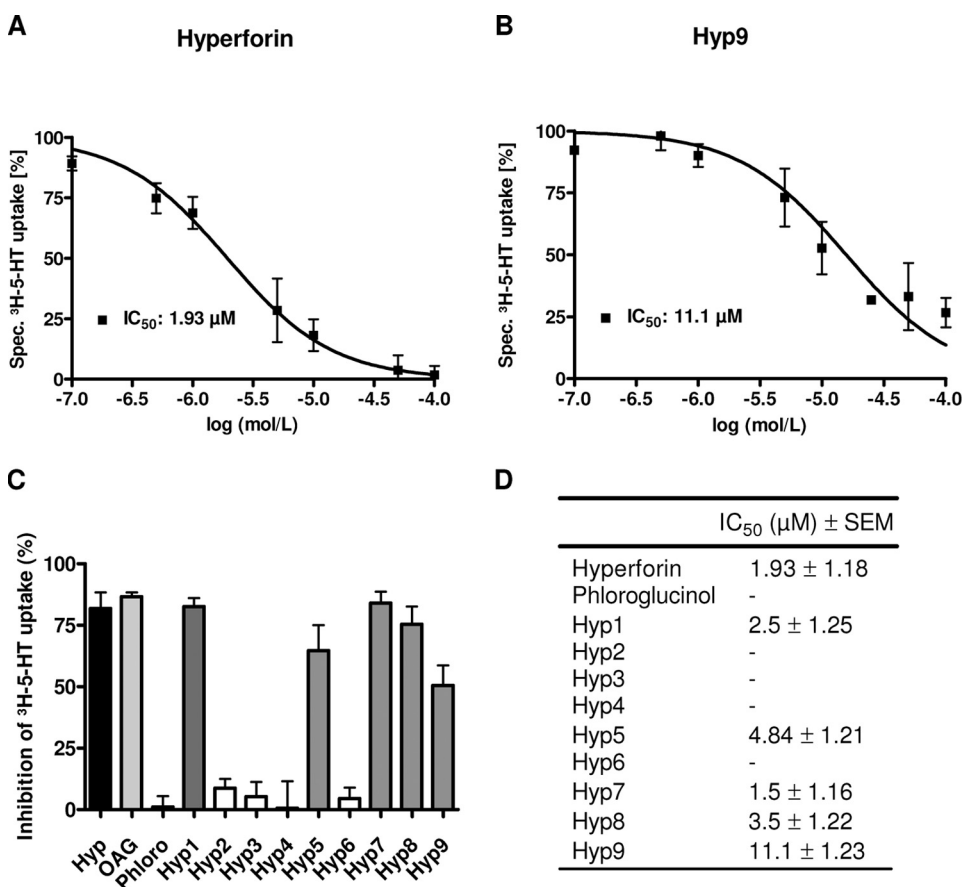 A
Hyperforin
Spec. ³H-5-HT uptake [%]
100
75
50
25
0
IC₅₀: 1.93 µM
-7.0 -6.5 -6.0 -5.5 -5.0 -4.5 -4.0
log (mol/L)
B
Hyp9
Spec. ³H-5-HT uptake [%]
100
75
50
25
0
IC₅₀: 11.1 µM
-7.0 -6.5 -6.0 -5.5 -5.0 -4.5 -4.0
log (mol/L)
C
Inhibition of ³H-5-HT uptake (%)
100
75
50
25
0
Hyp OAG Phloro Hyp1 Hyp2 Hyp3 Hyp4 Hyp5 Hyp6 Hyp7 Hyp8 Hyp9
D
IC₅₀ (µM) ± SEM
Hyperforin 1.93 ± 1.18
Phloroglucinol -
Hyp1 2.5 ± 1.25
Hyp2 -
Hyp3 -
Hyp4 -
Hyp5 4.84 ± 1.21
Hyp6 -
Hyp7 1.5 ± 1.16
Hyp8 3.5 ± 1.22
Hyp9 11.1 ± 1.23